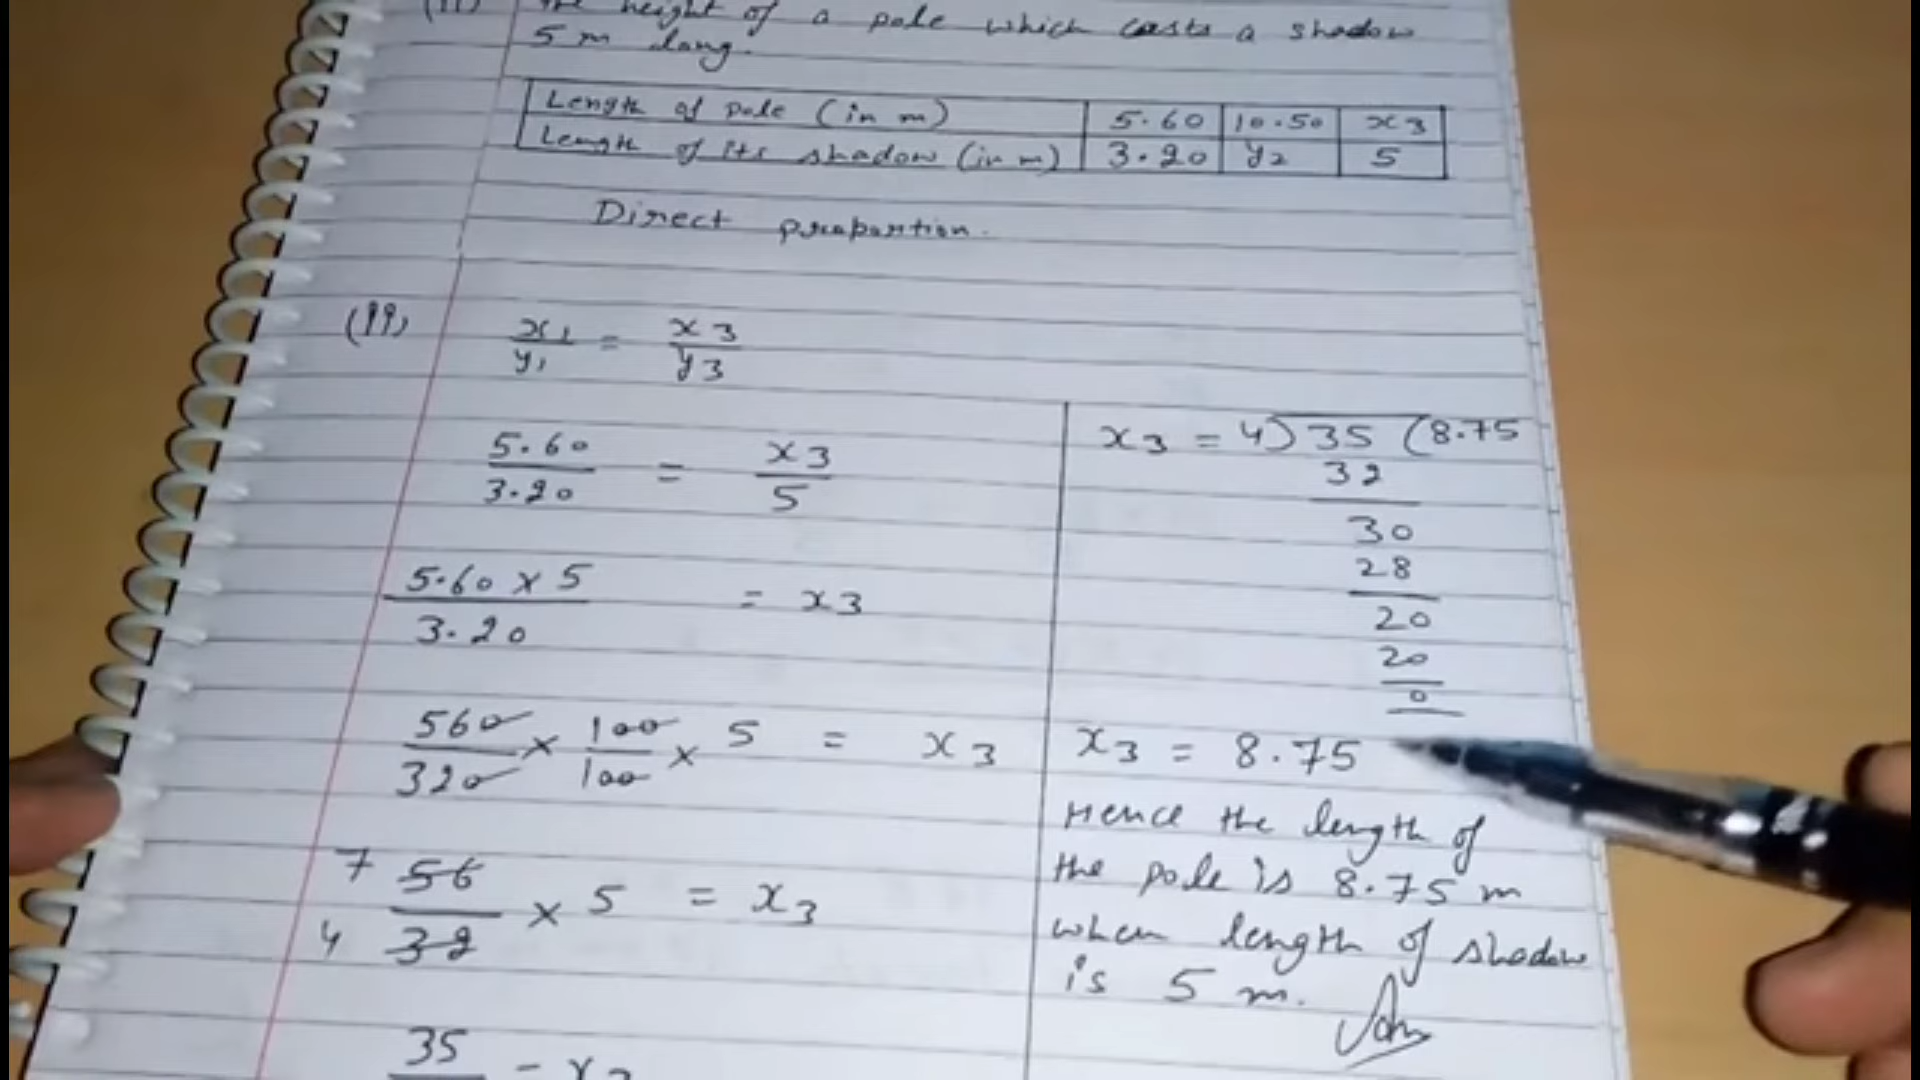 (ii) the height of a pole which casts a shadow
5 m long.
Length of pole (in m) 5.60 10.50 x3
Length of its shadow (in m) 3.20 y2 5
Direct proportion.
(ii) x1/y1 = x3/y3
5.60/3.20 = x3/5
5.60 x 5/3.20 = x3
560/320 x 100/100 x 5 = x3
7 56/4 32 x 5 = x3
35 = x3
x3 = 4) 35 (8.75
32
30
28
20
20
0
x3 = 8.75
Hence the length of
the pole is 8.75 m
when length of shadow
is 5 m.